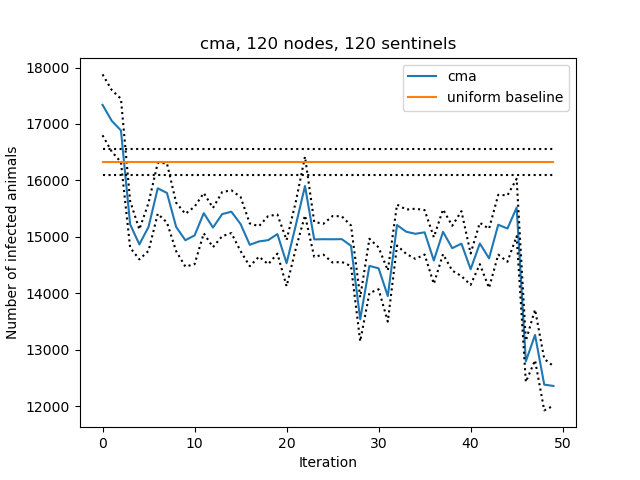 cma, 120 nodes, 120 sentinels
18000
17000
16000
15000
14000
13000
12000
Number of infected animals
cma
uniform baseline
0
10
20
30
40
50
Iteration